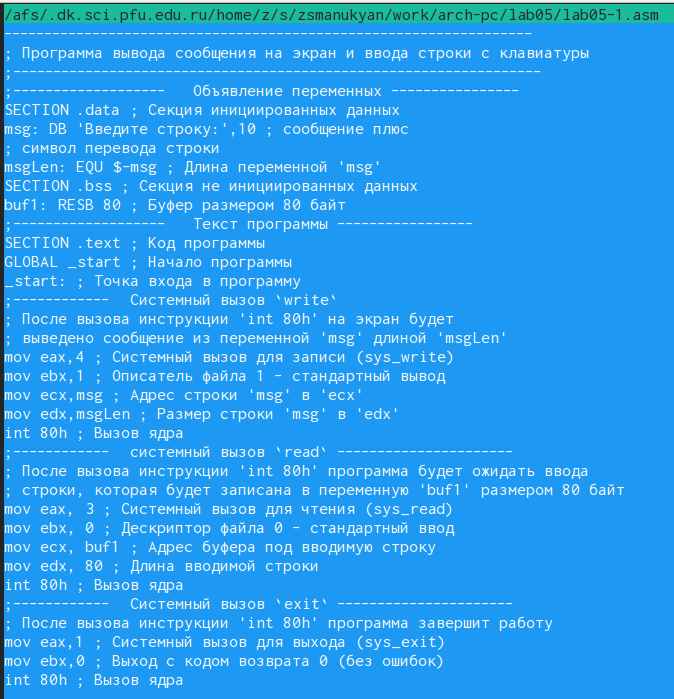 /afs/.dk.sci.pfu.edu.ru/home/z/s/zsmanukyan/work/arch-pc/lab05/lab05-1.asm
-----------------------------------------------------------
; Программа вывода сообщения на экран и ввода строки с клавиатуры
;-----------------------------------------------------------
;-----------------   Объявление переменных --------------
SECTION .data ; Секция инициированных данных
msg: DB 'Введите строку:',10 ; сообщение плюс
; символ перевода строки
msgLen: EQU $-msg ; Длина переменной 'msg'
SECTION .bss ; Секция не инициированных данных
buf1: RESB 80 ; Буфер размером 80 байт
;-----------------   Текст программы ---------------
SECTION .text ; Код программы
GLOBAL _start ; Начало программы
_start: ; Точка входа в программу
;-----------   Системный вызов `write`
; После вызова инструкции 'int 80h' на экран будет
; выведено сообщение из переменной 'msg' длиной 'msgLen'
mov eax,4 ; Системный вызов для записи (sys_write)
mov ebx,1 ; Описатель файла 1 - стандартный вывод
mov ecx,msg ; Адрес строки 'msg' в 'ecx'
mov edx,msgLen ; Размер строки 'msg' в 'edx'
int 80h ; Вызов ядра
;-----------   системный вызов `read` --------------------
; После вызова инструкции 'int 80h' программа будет ожидать ввода
; строки, которая будет записана в переменную 'buf1' размером 80 байт
mov eax, 3 ; Системный вызов для чтения (sys_read)
mov ebx, 0 ; Дескриптор файла 0 - стандартный ввод
mov ecx, buf1 ; Адрес буфера под вводимую строку
mov edx, 80 ; Длина вводимой строки
int 80h ; Вызов ядра
;-----------   Системный вызов `exit` --------------------
; После вызова инструкции 'int 80h' программа завершит работу
mov eax,1 ; Системный вызов для выхода (sys_exit)
mov ebx,0 ; Выход с кодом возврата 0 (без ошибок)
int 80h ; Вызов ядра